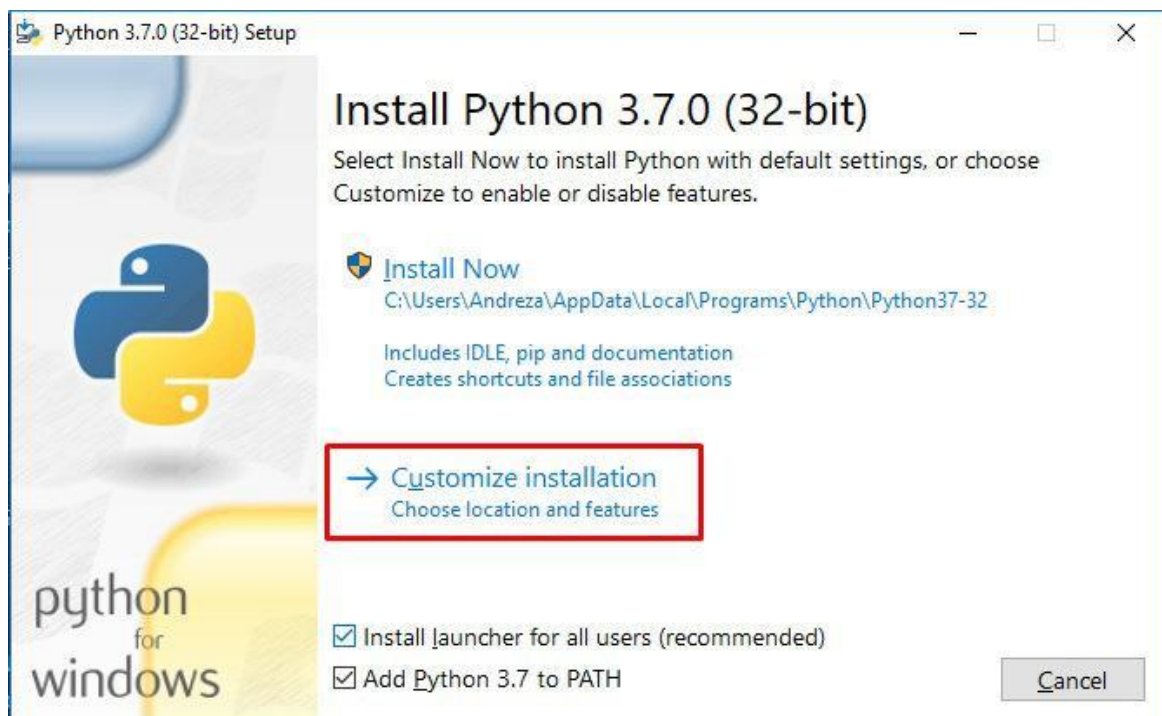 Python 3.7.0 (32-bit) Setup
Install Python 3.7.0 (32-bit)
Select Install Now to install Python with default settings, or choose
Customize to enable or disable features.
Install Now
C:\Users\Andreza\AppData\Local\Programs\Python\Python37-32
Includes IDLE, pip and documentation
Creates shortcuts and file associations
Customize installation
Choose location and features
python
for
windows
Install launcher for all users (recommended)
Add Python 3.7 to PATH
Cancel